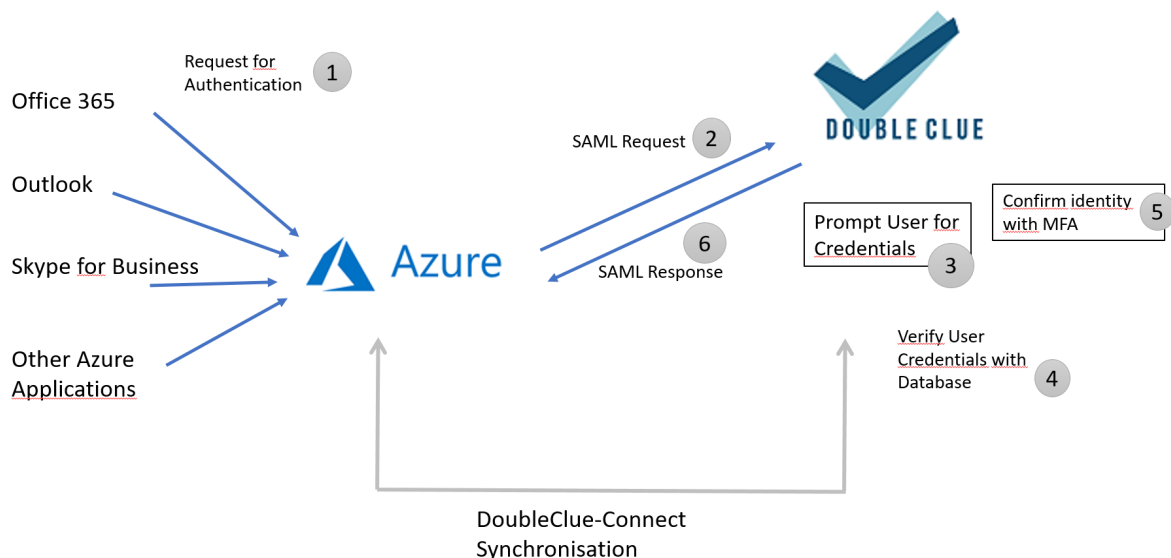 Request for
Authentication
1
Office 365
Outlook
Skype for Business
Other Azure
Applications
Azure
SAML Request
2
6
SAML Response
DOUBLE CLUE
Prompt User for
Credentials
3
Confirm identity
with MFA
5
Verify User
Credentials with
Database
4
DoubleClue-Connect
Synchronisation